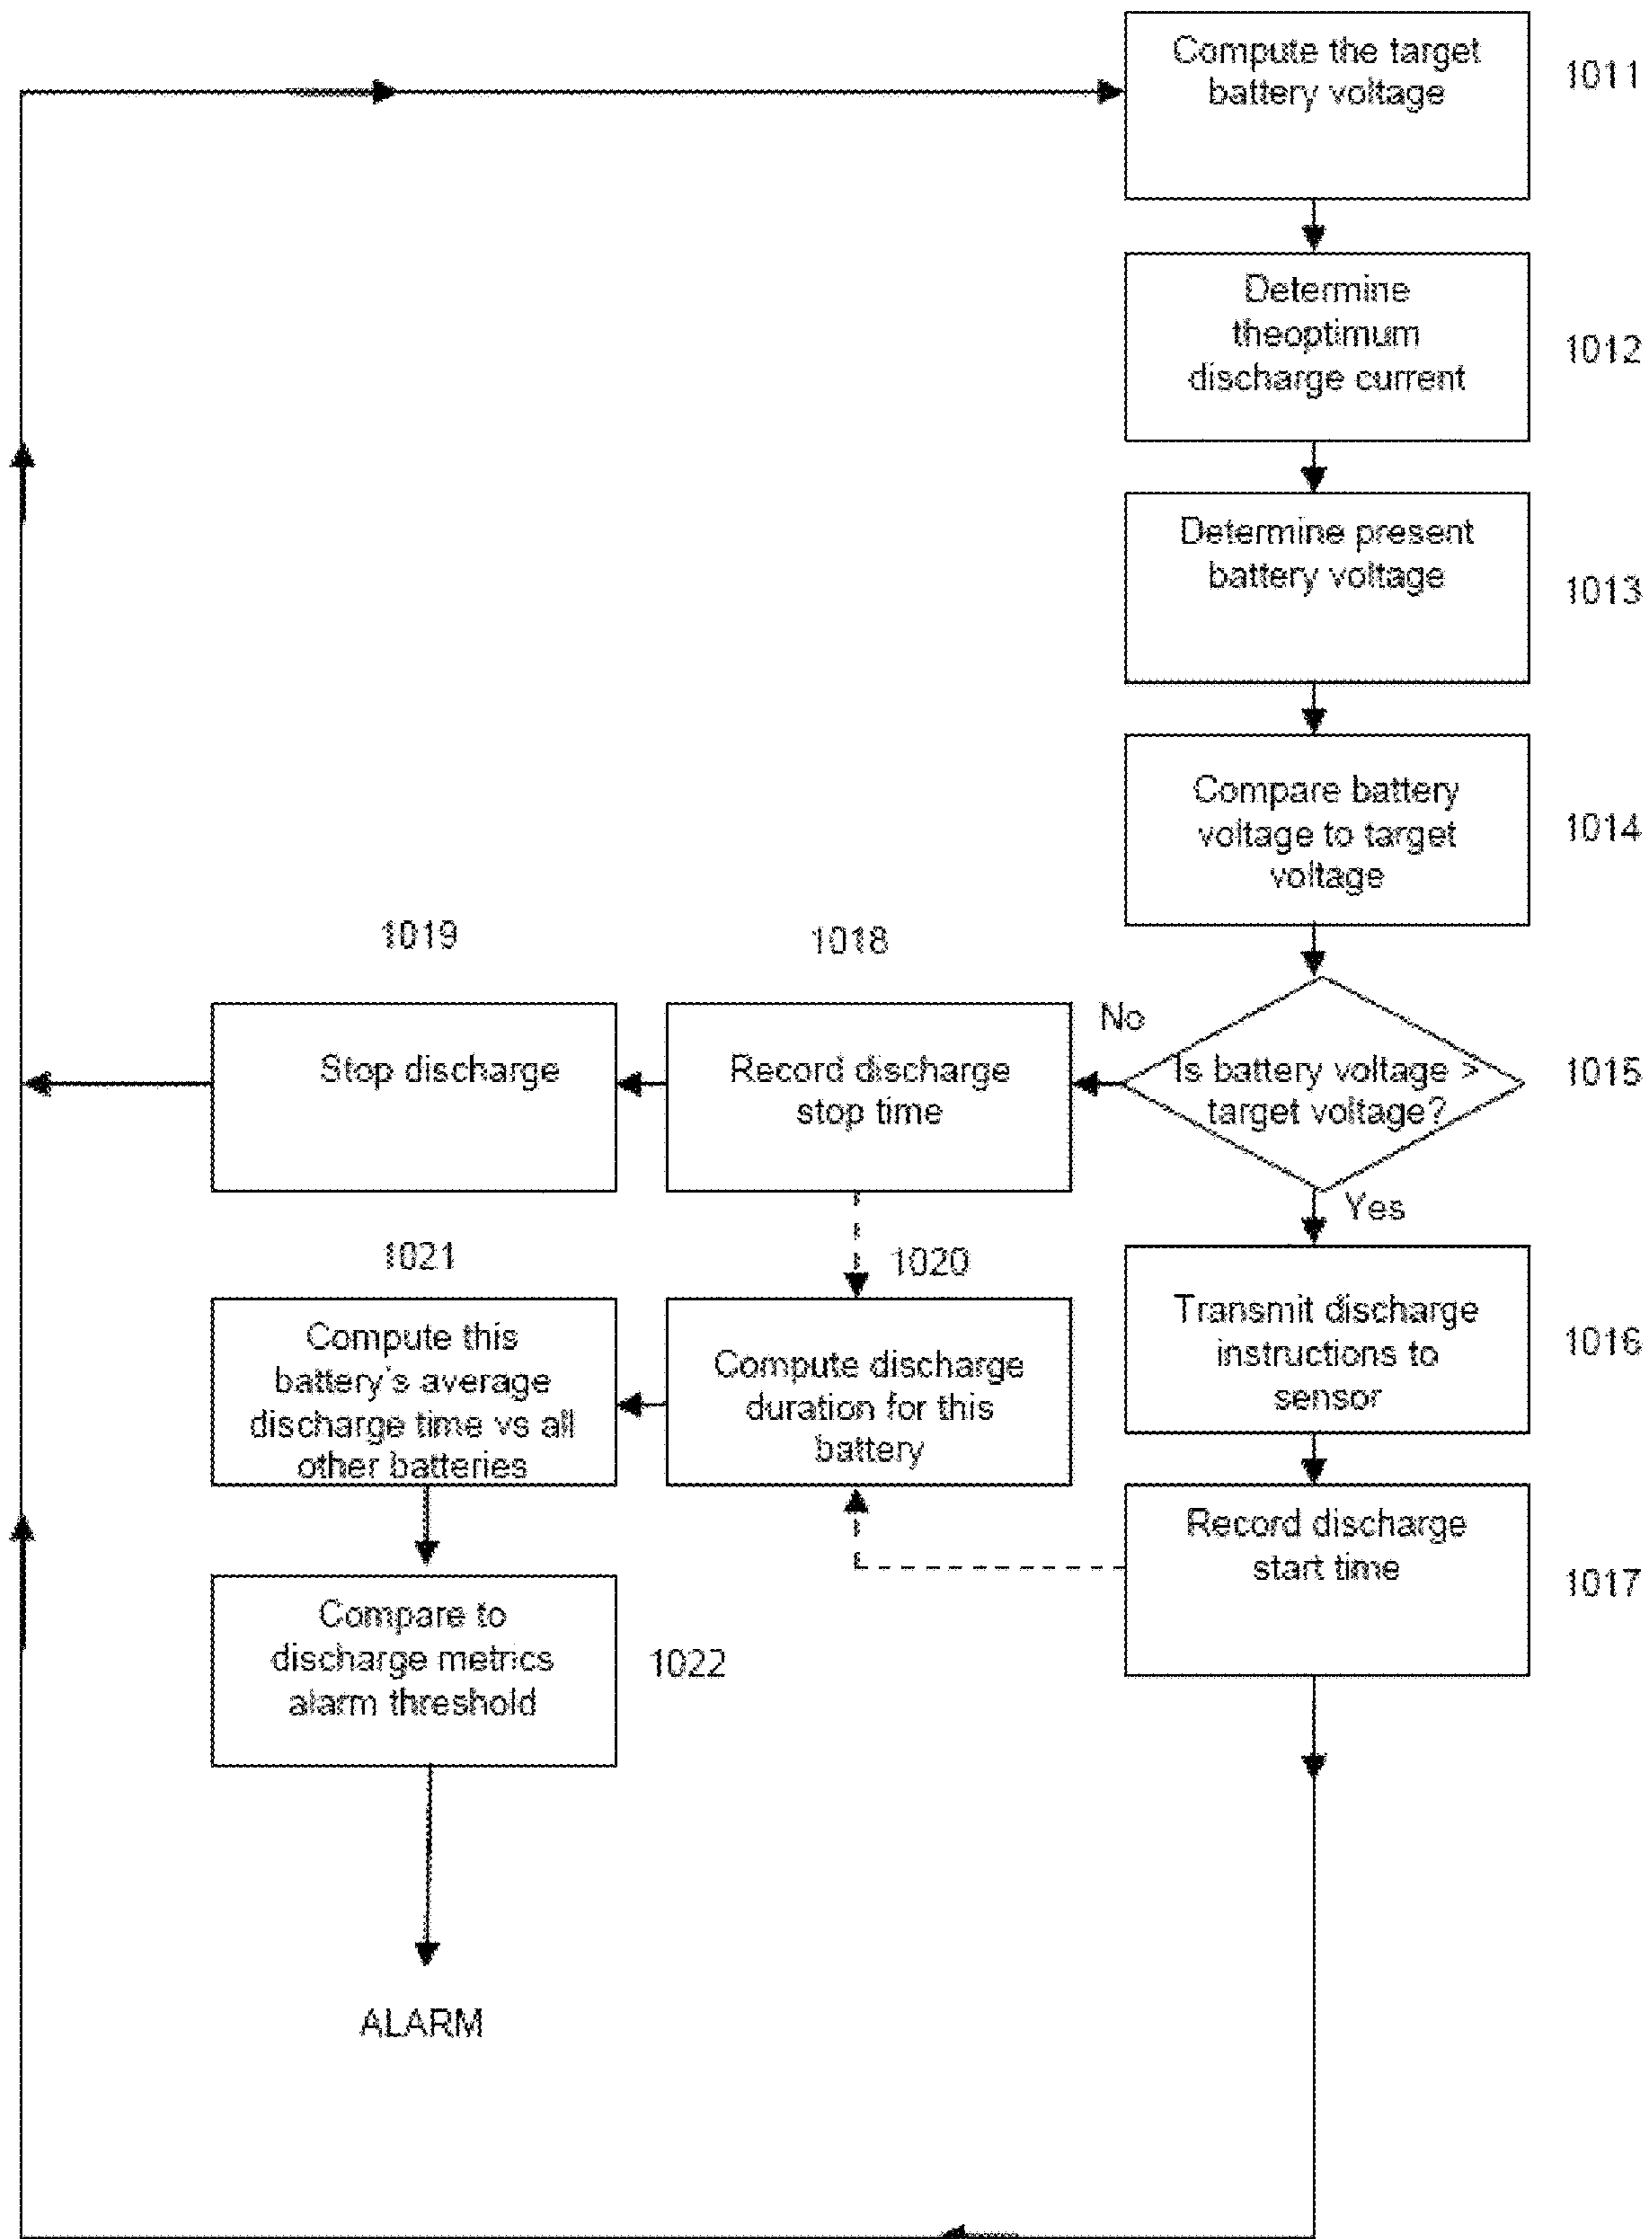 Compute the target
battery voltage
1011
Determine
theoptimum
discharge current
1012
Determine present
battery voltage
1013
Compare battery
voltage to target
voltage
1014
1019
1018
Stop discharge
Record discharge
stop time
No
Is battery voltage >
target voltage?
1015
Yes
1021
1020
Compute this
battery's average
discharge time vs all
other batteries
Compute discharge
duration for this
battery
Transmit discharge
instructions to
sensor
1016
Record discharge
start time
1017
Compare to
discharge metrics
alarm threshold
1022
ALARM